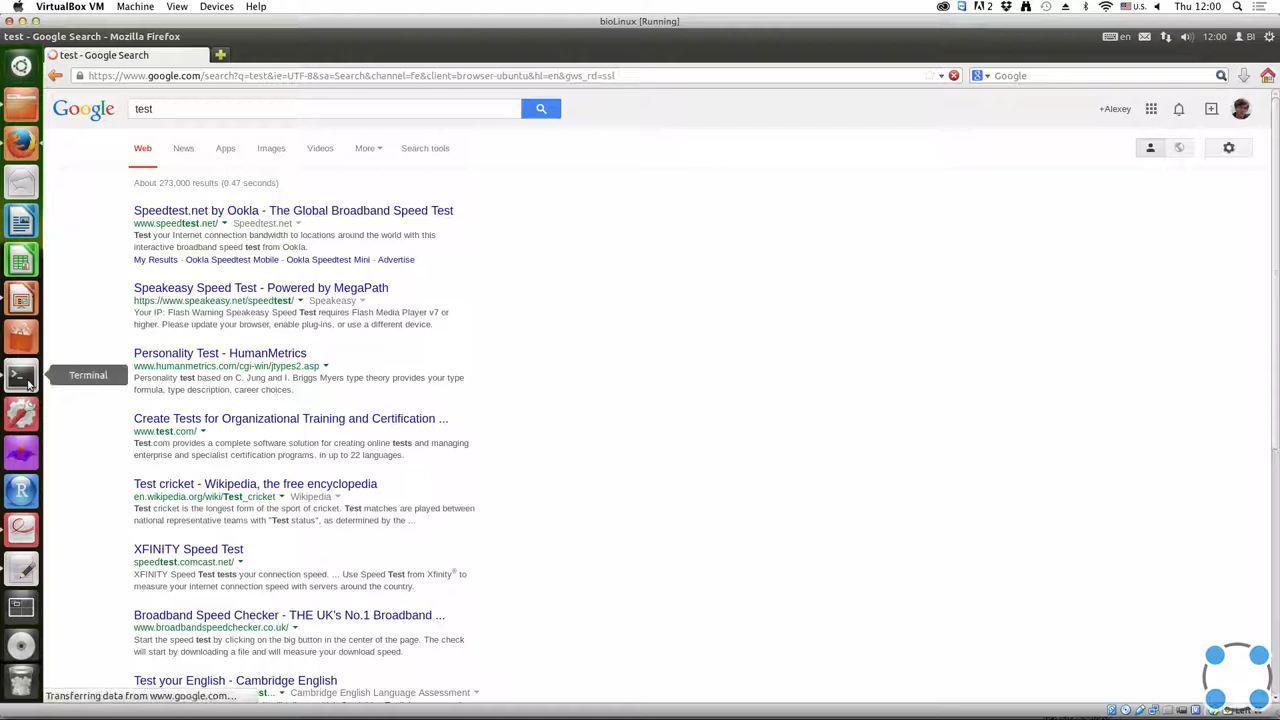 VirtualBox VM Machine View Devices Help
2 U.S. Thu 12:00
bioLinux [Running]
test - Google Search - Mozilla Firefox
en 12:00 BI
test - Google Search
https://www.google.com/search?q=test&ie=UTF-8&sa=Search&channel=fe&client=browser-ubuntu&hl=en&gws_rd=ssl
Google
Google
test
+Alexey
Web News Apps Images Videos More Search tools
About 273,000 results (0.47 seconds)
Speedtest.net by Ookla - The Global Broadband Speed Test
www.speedtest.net/ Speedtest.net
Test your Internet connection bandwidth to locations around the world with this
interactive broadband speed test from Ookla.
My Results - Ookla Speedtest Mobile - Ookla Speedtest Mini - Advertise
Speakeasy Speed Test - Powered by MegaPath
https://www.speakeasy.net/speedtest/ Speakeasy
Your IP: Flash Warning Speakeasy Speed Test requires Flash Media Player v7 or
higher. Please update your browser, enable plug-ins, or use a different device.
Personality Test - HumanMetrics
www.humanmetrics.com/cgi-win/jtypes2.asp
Terminal
Personality test based on C. Jung and I. Briggs Myers type theory provides your type
formula, type description, career choices.
Create Tests for Organizational Training and Certification ...
www.test.com/
Test.com provides a complete software solution for creating online tests and managing
enterprise and specialist certification programs, in up to 22 languages.
Test cricket - Wikipedia, the free encyclopedia
en.wikipedia.org/wiki/Test_cricket Wikipedia
Test cricket is the longest form of the sport of cricket. Test matches are played between
national representative teams with "Test status", as determined by the ...
XFINITY Speed Test
speedtest.comcast.net/
XFINITY Speed Test tests your connection speed. ... Use Speed Test from Xfinity® to
measure your internet connection speed with servers around the country.
Broadband Speed Checker - THE UK's No.1 Broadband ...
www.broadbandspeedchecker.co.uk/
Start the speed test by clicking on the big button in the center of the page. The check
will start by downloading a file and will measure your download speed.
Test your English - Cambridge English
st... Cambridge English Language Assessment
Transferring data from www.google.com...
R
Left